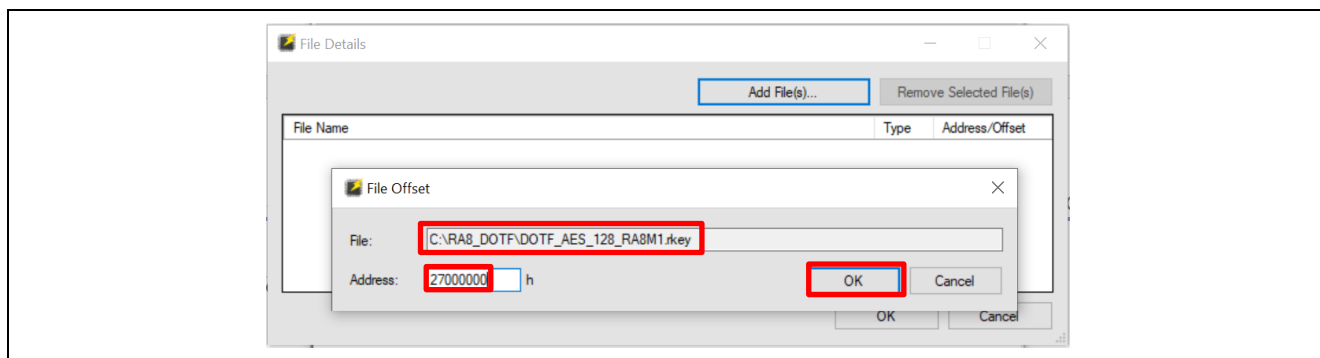 File Details
Add File(s)... Remove Selected File(s)
File Name Type Address/Offset
File Offset
File: C:\RA8_DOTF\DOTF_AES_128_RA8M1.rkey
Address: 27000000 h OK Cancel
OK Cancel